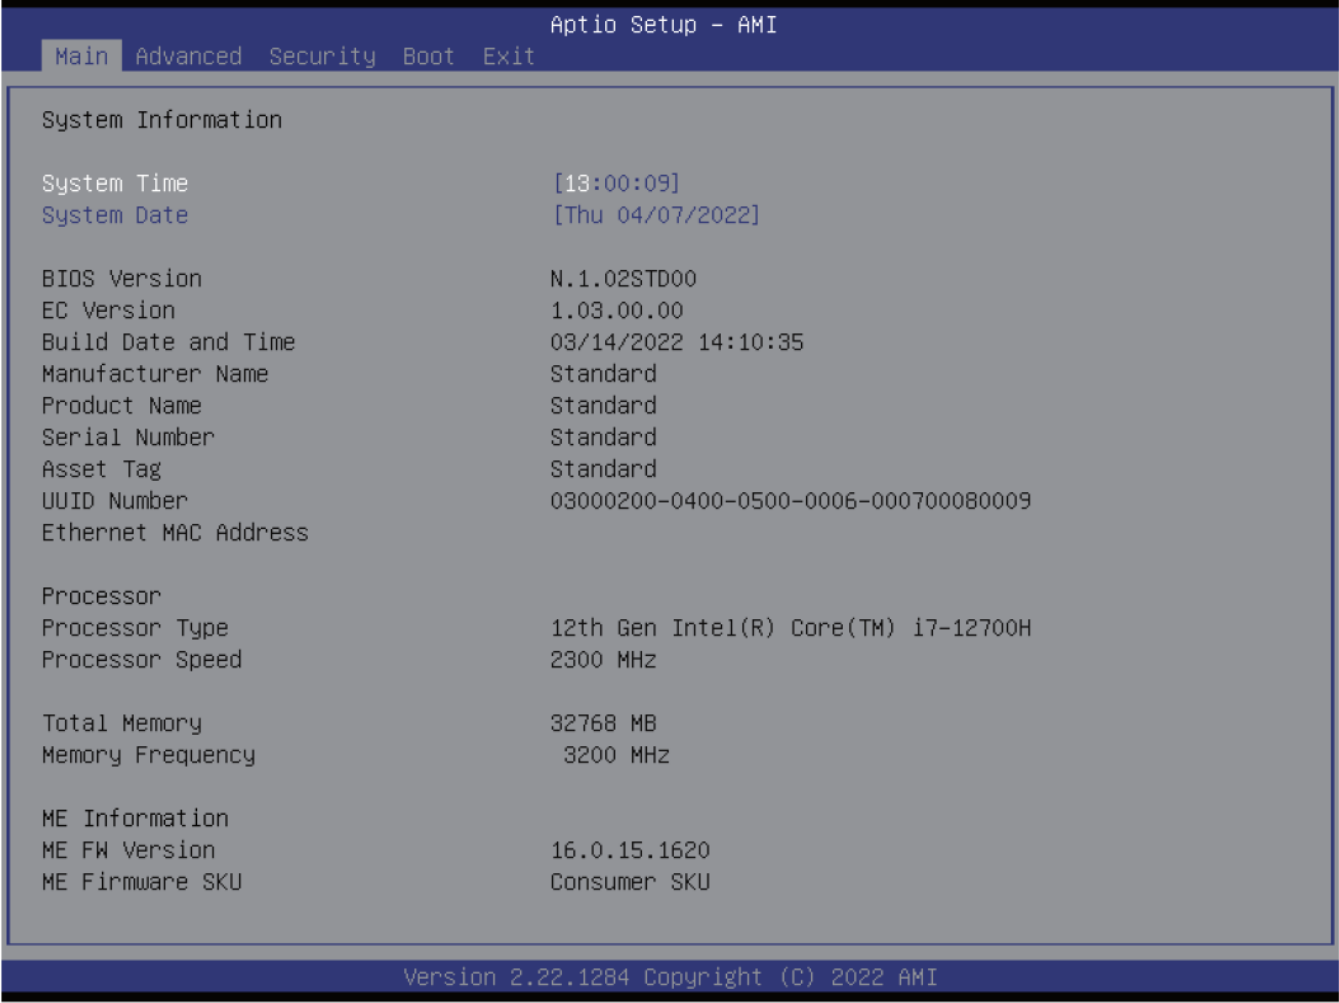 Aptio Setup – AMI
Main Advanced Security Boot Exit
System Information
System Time [13:00:09]
System Date [Thu 04/07/2022]
BIOS Version N.1.02STD00
EC Version 1.03.00.00
Build Date and Time 03/14/2022 14:10:35
Manufacturer Name Standard
Product Name Standard
Serial Number Standard
Asset Tag Standard
UUID Number 03000200-0400-0500-0006-000700080009
Ethernet MAC Address
Processor
Processor Type 12th Gen Intel(R) Core(TM) i7-12700H
Processor Speed 2300 MHz
Total Memory 32768 MB
Memory Frequency 3200 MHz
ME Information
ME FW Version 16.0.15.1620
ME Firmware SKU Consumer SKU
Version 2.22.1284 Copyright (C) 2022 AMI